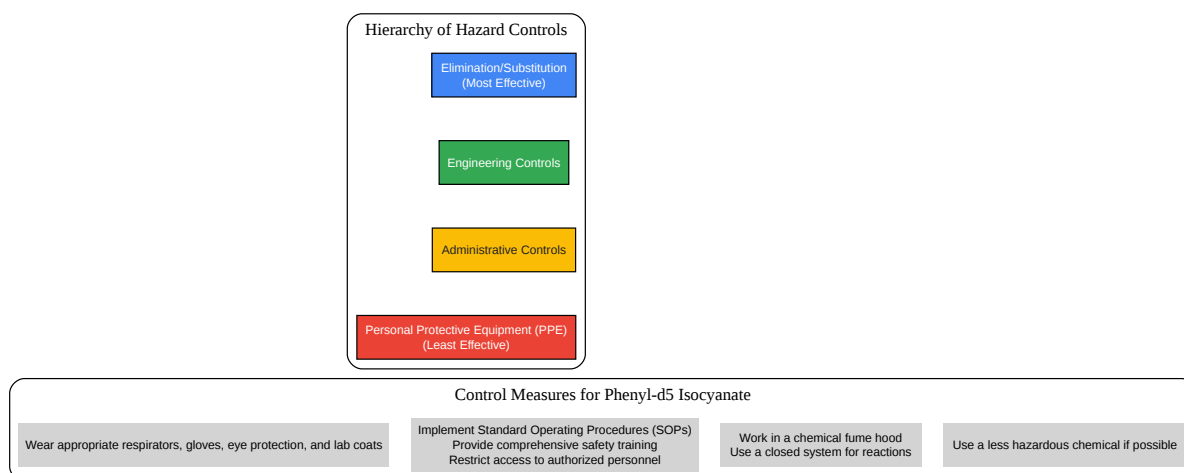 Hierarchy of Hazard Controls
Elimination/Substitution
(Most Effective)
Engineering Controls
Administrative Controls
Personal Protective Equipment (PPE)
(Least Effective)
Control Measures for Phenyl-d5 Isocyanate
Wear appropriate respirators, gloves, eye protection, and lab coats
Implement Standard Operating Procedures (SOPs)
Provide comprehensive safety training
Restrict access to authorized personnel
Work in a chemical fume hood
Use a closed system for reactions
Use a less hazardous chemical if possible